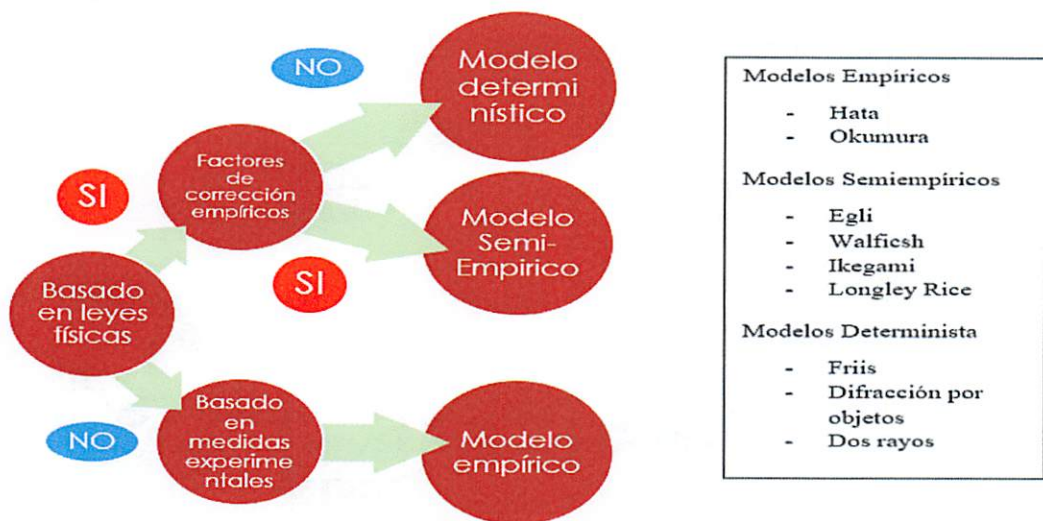 NO
Modelo
determi
nístico
SI
Factores
de
corrección
empíricos
Modelo
Semi-
Empírico
SI
Basado
en leyes
físicas
NO
Basado
en
medidas
experime
ntales
Modelo
empírico
Modelos Empíricos
- Hata
- Okumura
Modelos Semiempíricos
- Egli
- Walficsh
- Ikegami
- Longley Rice
Modelos Determinista
- Friis
- Difracción por
objetos
- Dos rayos